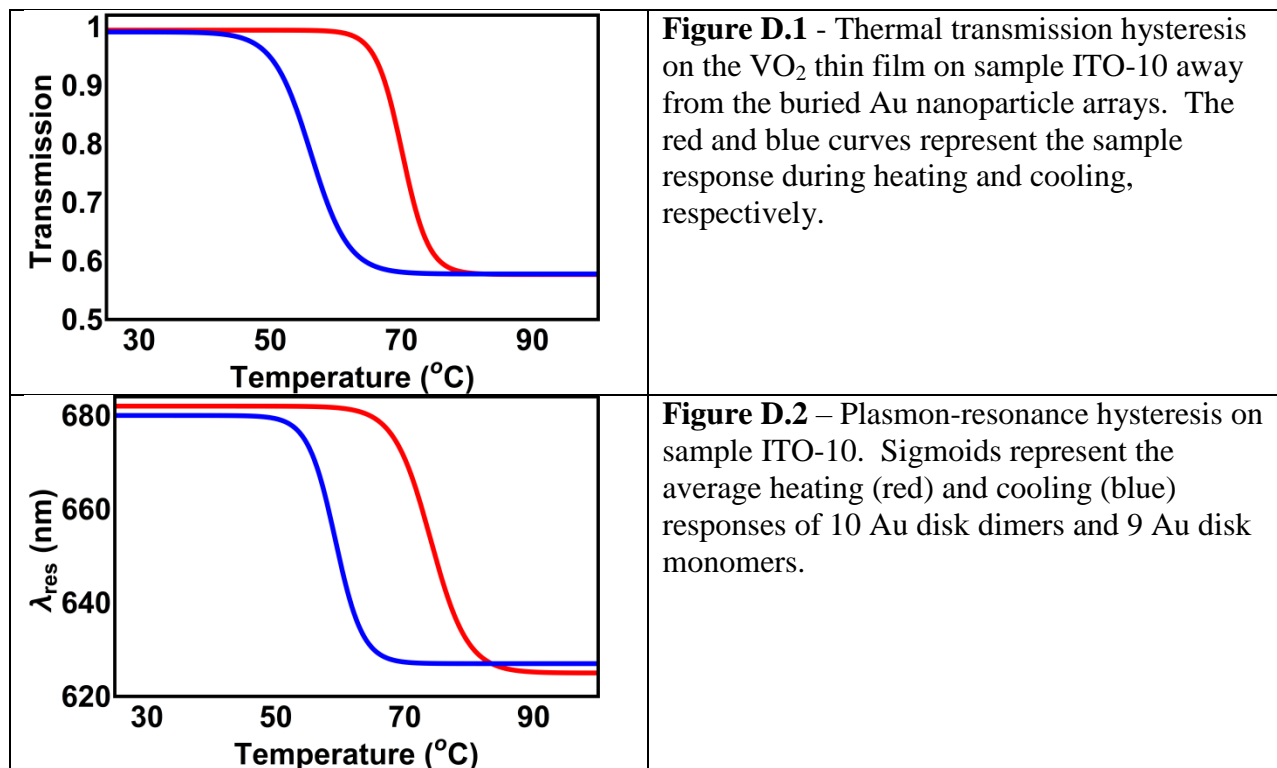 1
0.9
0.8
0.7
0.6
0.5
Transmission
30 50 70 90
Temperature (°C)
Figure D.1 - Thermal transmission hysteresis
on the VO₂ thin film on sample ITO-10 away
from the buried Au nanoparticle arrays. The
red and blue curves represent the sample
response during heating and cooling,
respectively.
680
660
640
620
λres (nm)
30 50 70 90
Temperature (°C)
Figure D.2 – Plasmon-resonance hysteresis on
sample ITO-10. Sigmoids represent the
average heating (red) and cooling (blue)
responses of 10 Au disk dimers and 9 Au disk
monomers.